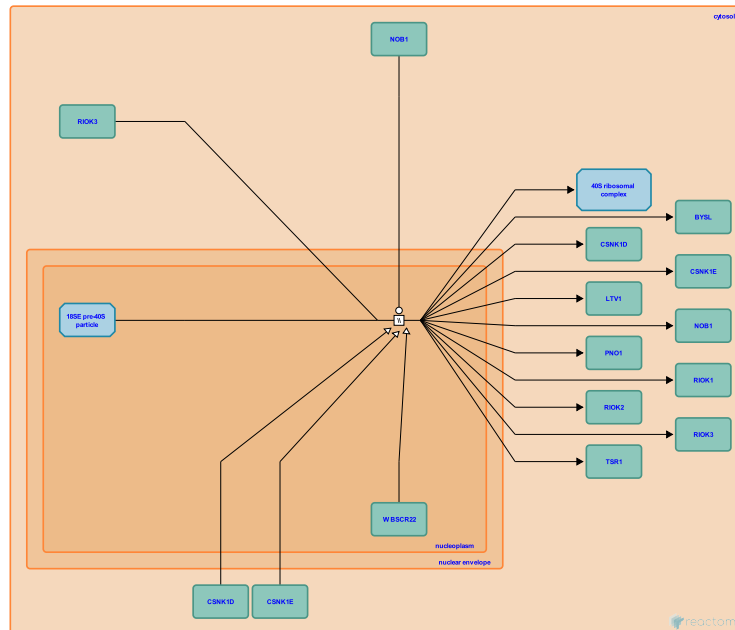 cytosol
NOB1
RIOK3
40S ribosomal
complex
BYSL
CSNK1D
CSNK1E
LTV1
18SE pre-40S
particle
NOB1
PNO1
RIOK1
RIOK2
RIOK3
TSR1
WBSCR22
nucleoplasm
nuclear envelope
CSNK1D
CSNK1E
reactom